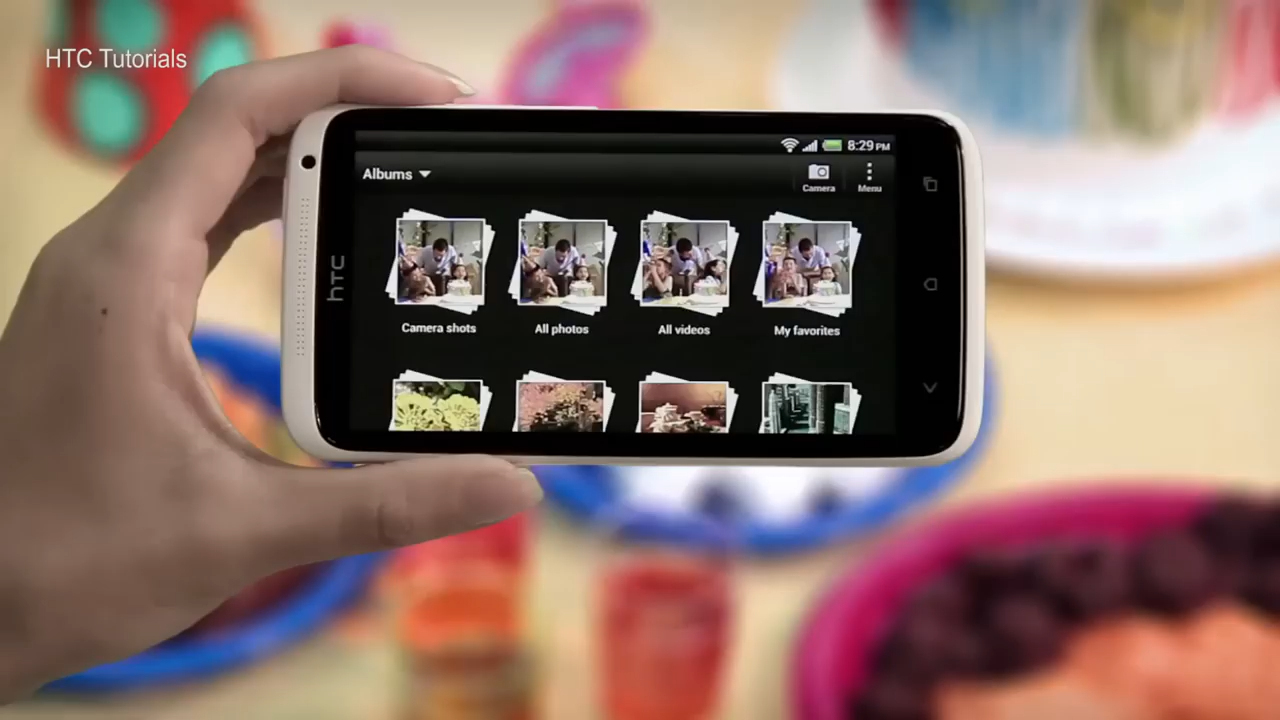 HTC Tutorials
8:29 PM
Albums
Camera
Menu
hTC
Camera shots
All photos
All videos
My favorites